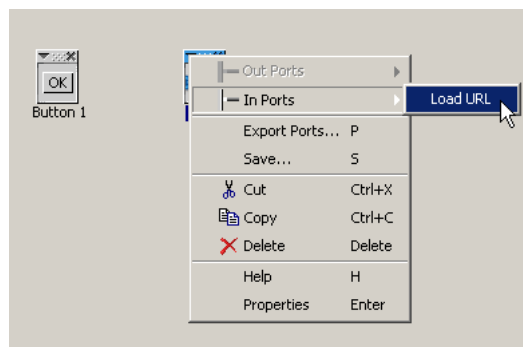 OK
Button 1
Out Ports
In Ports
Load URL
Export Ports... P
Save... S
Cut Ctrl+X
Copy Ctrl+C
Delete Delete
Help H
Properties Enter